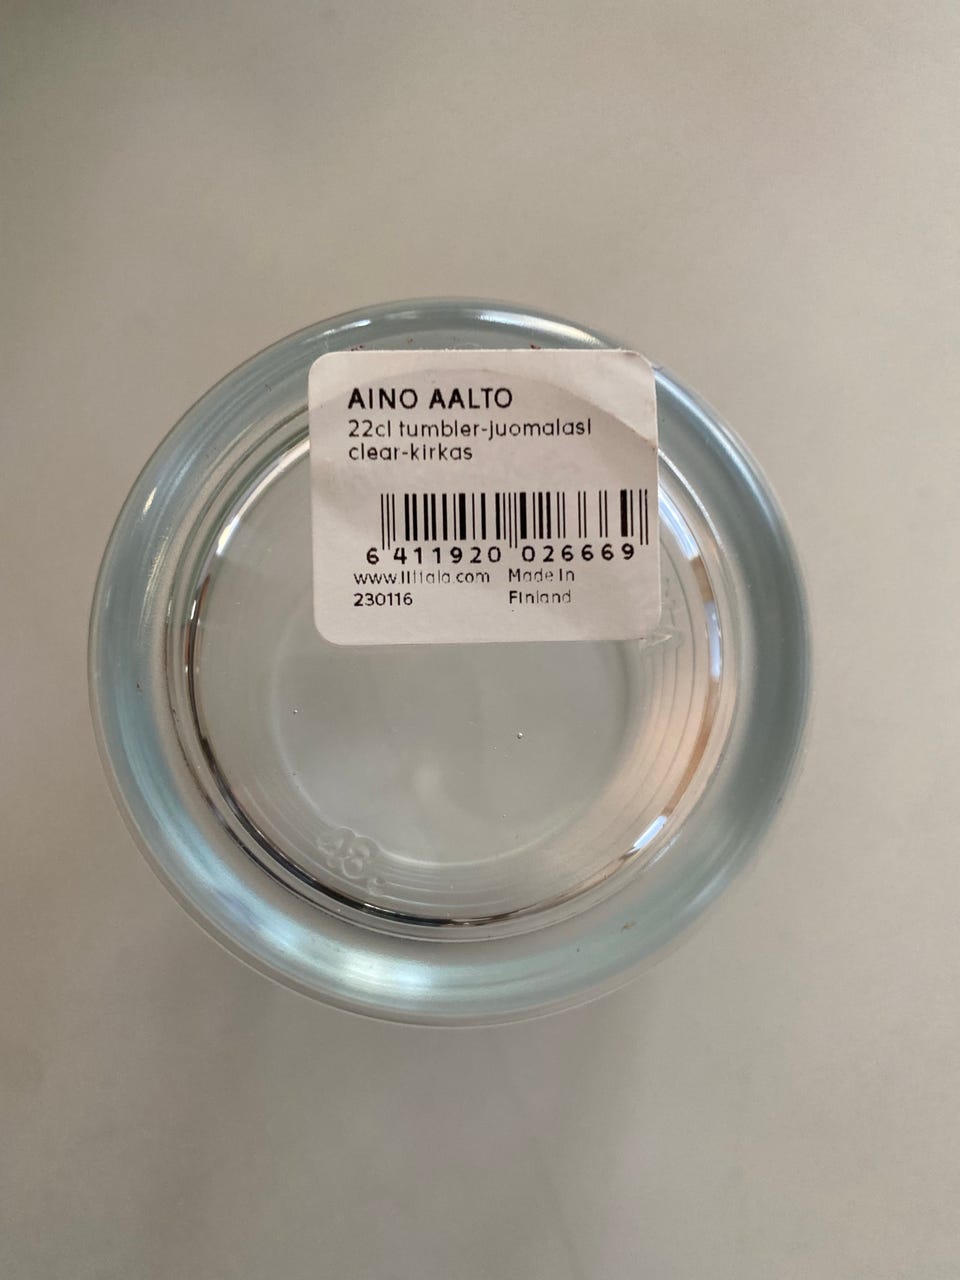 AINO AALTO
22cl tumbler-juomalasi
clear-kirkas
6 411920 026669
www.iittala.com Made in
230116 Finland